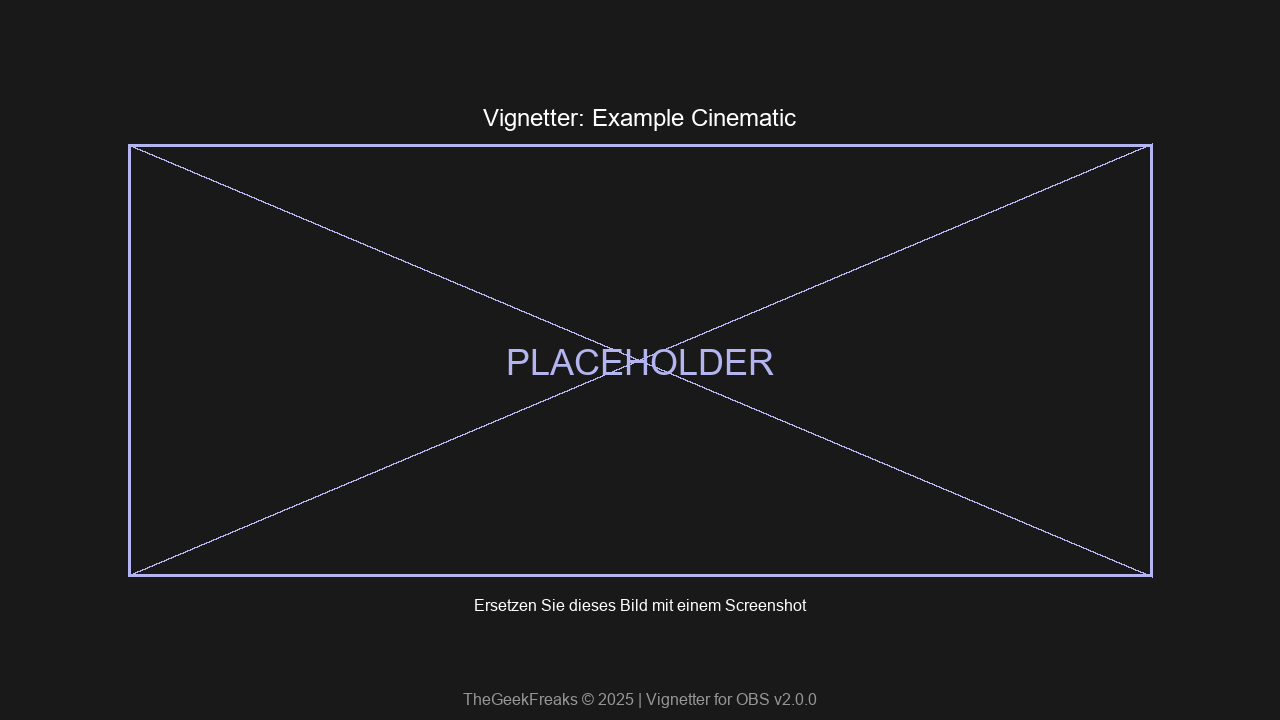 Vignetter: Example Cinematic
PLACEHOLDER
Ersetzen Sie dieses Bild mit einem Screenshot
TheGeekFreaks © 2025 | Vignetter for OBS v2.0.0